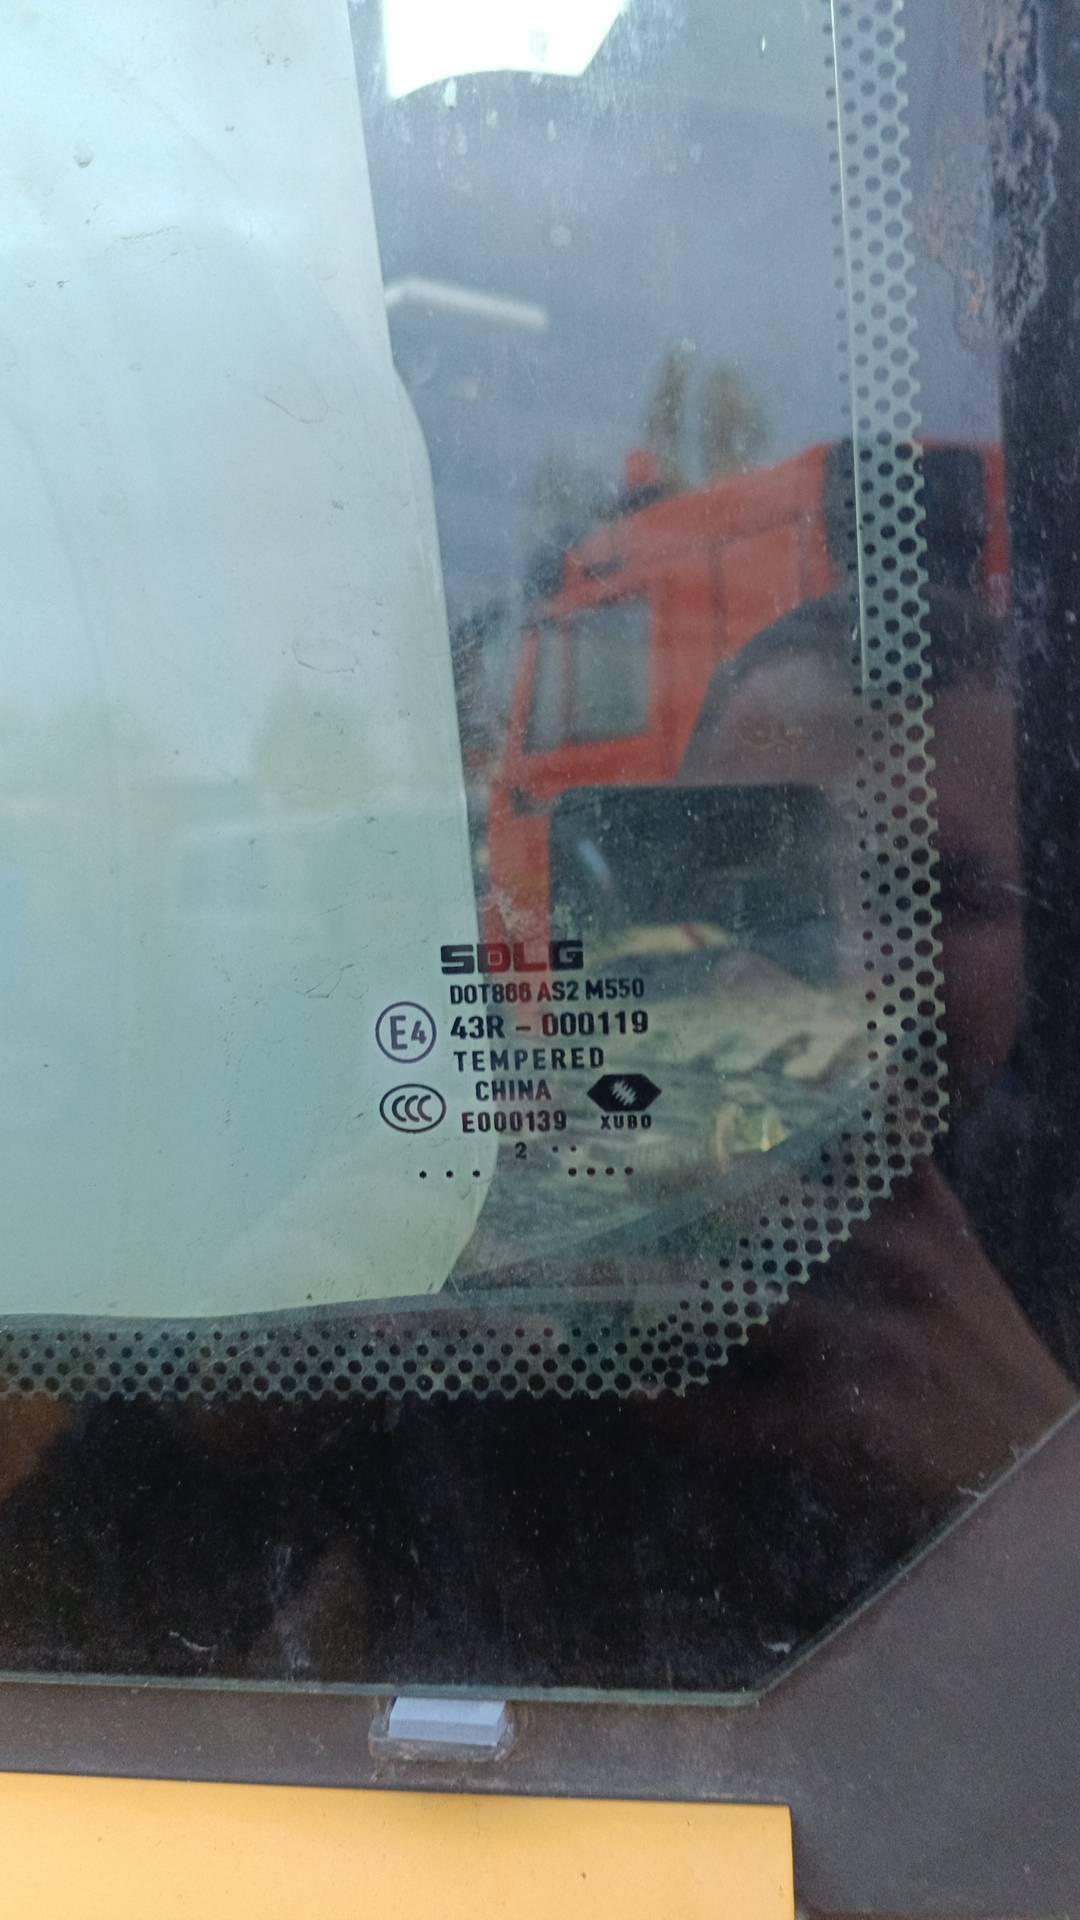 SDLG
DOT866 AS2 M550
E4 43R - 000119
TEMPERED
CHINA
CCC E000139 XUBO
2